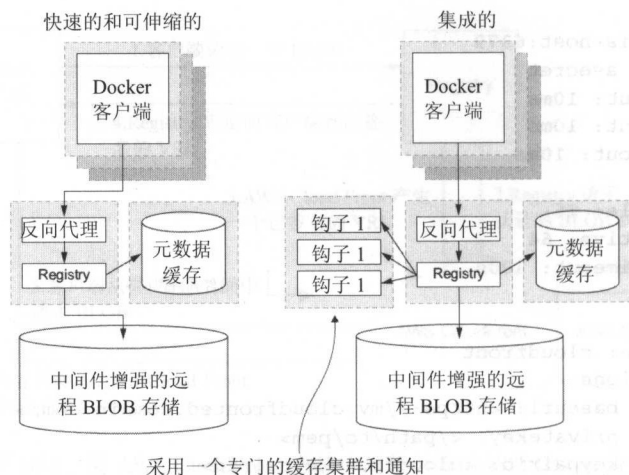 快速的和可伸缩的
Docker
客户端
反向代理
Registry
元数据
缓存
中间件增强的远
程 BLOB 存储
集成的
Docker
客户端
钩子 1
钩子 1
钩子 1
反向代理
Registry
元数据
缓存
中间件增强的远
程 BLOB 存储
采用一个专门的缓存集群和通知